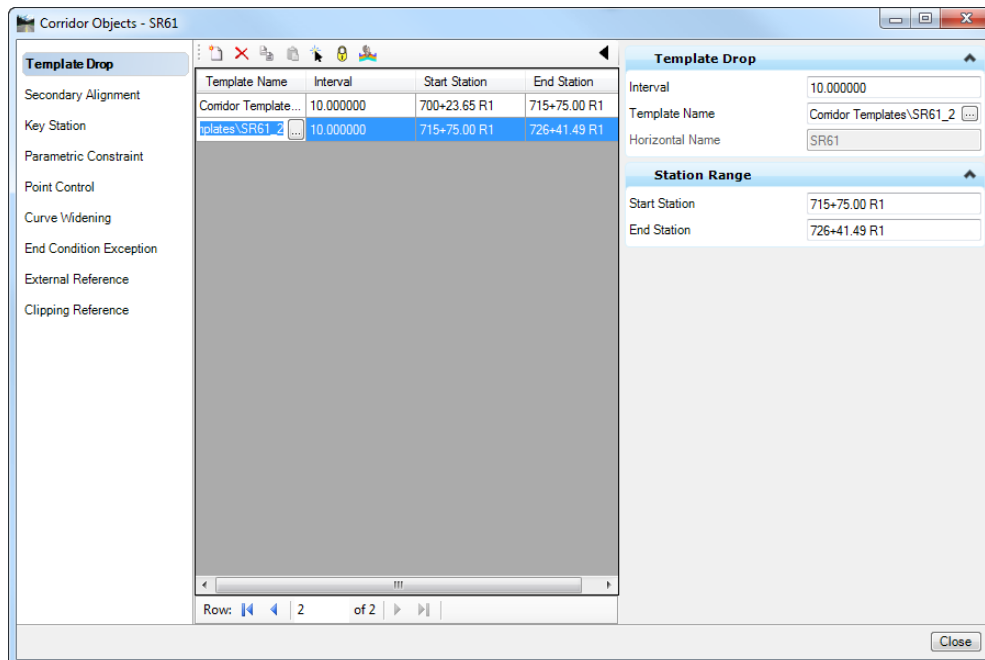 Corridor Objects - SR61
Template Drop
Secondary Alignment
Key Station
Parametric Constraint
Point Control
Curve Widening
End Condition Exception
External Reference
Clipping Reference
Template Name Interval Start Station End Station
Corridor Template... 10.000000 700+23.65 R1 715+75.00 R1
nplates\SR61_2 ... 10.000000 715+75.00 R1 726+41.49 R1
Row: 2 of 2
Template Drop
Interval 10.000000
Template Name Corridor Templates\SR61_2 ...
Horizontal Name SR61
Station Range
Start Station 715+75.00 R1
End Station 726+41.49 R1
Close